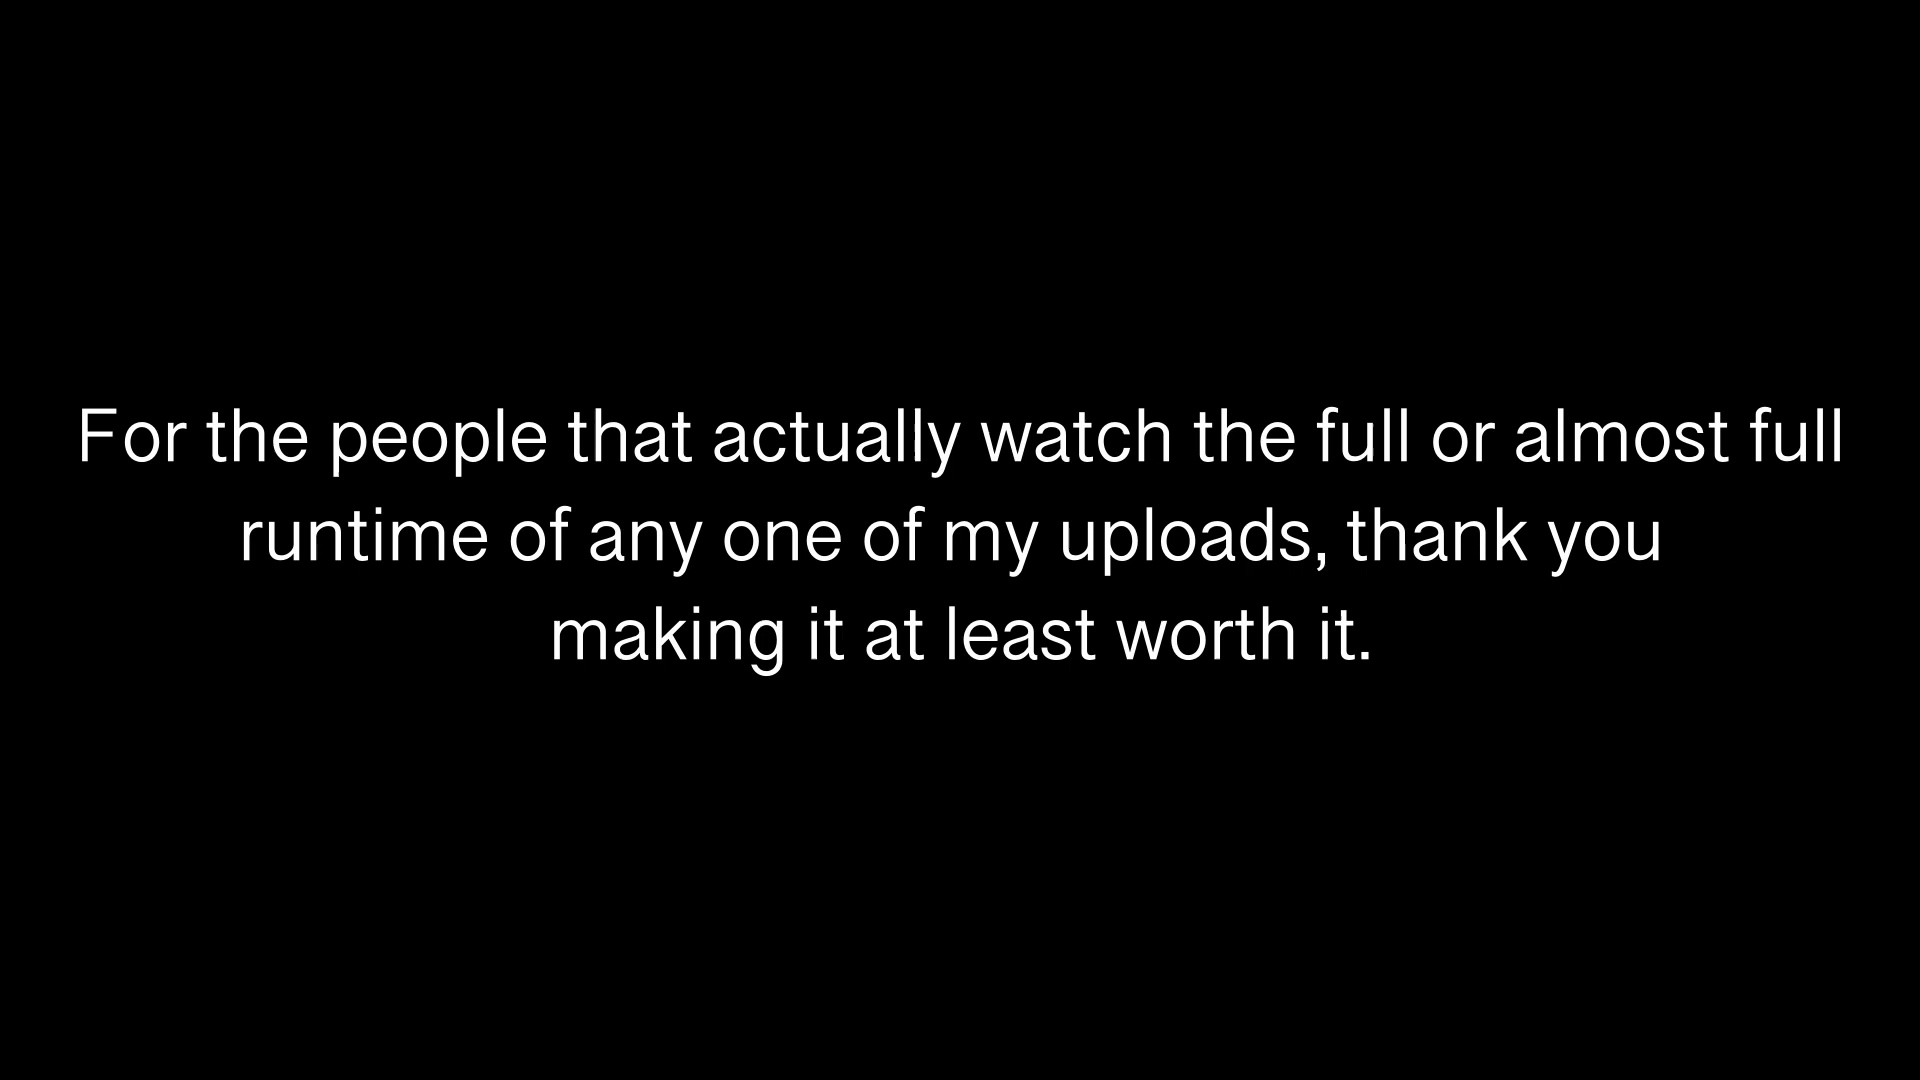 For the people that actually watch the full or almost full
runtime of any one of my uploads, thank you
making it at least worth it.